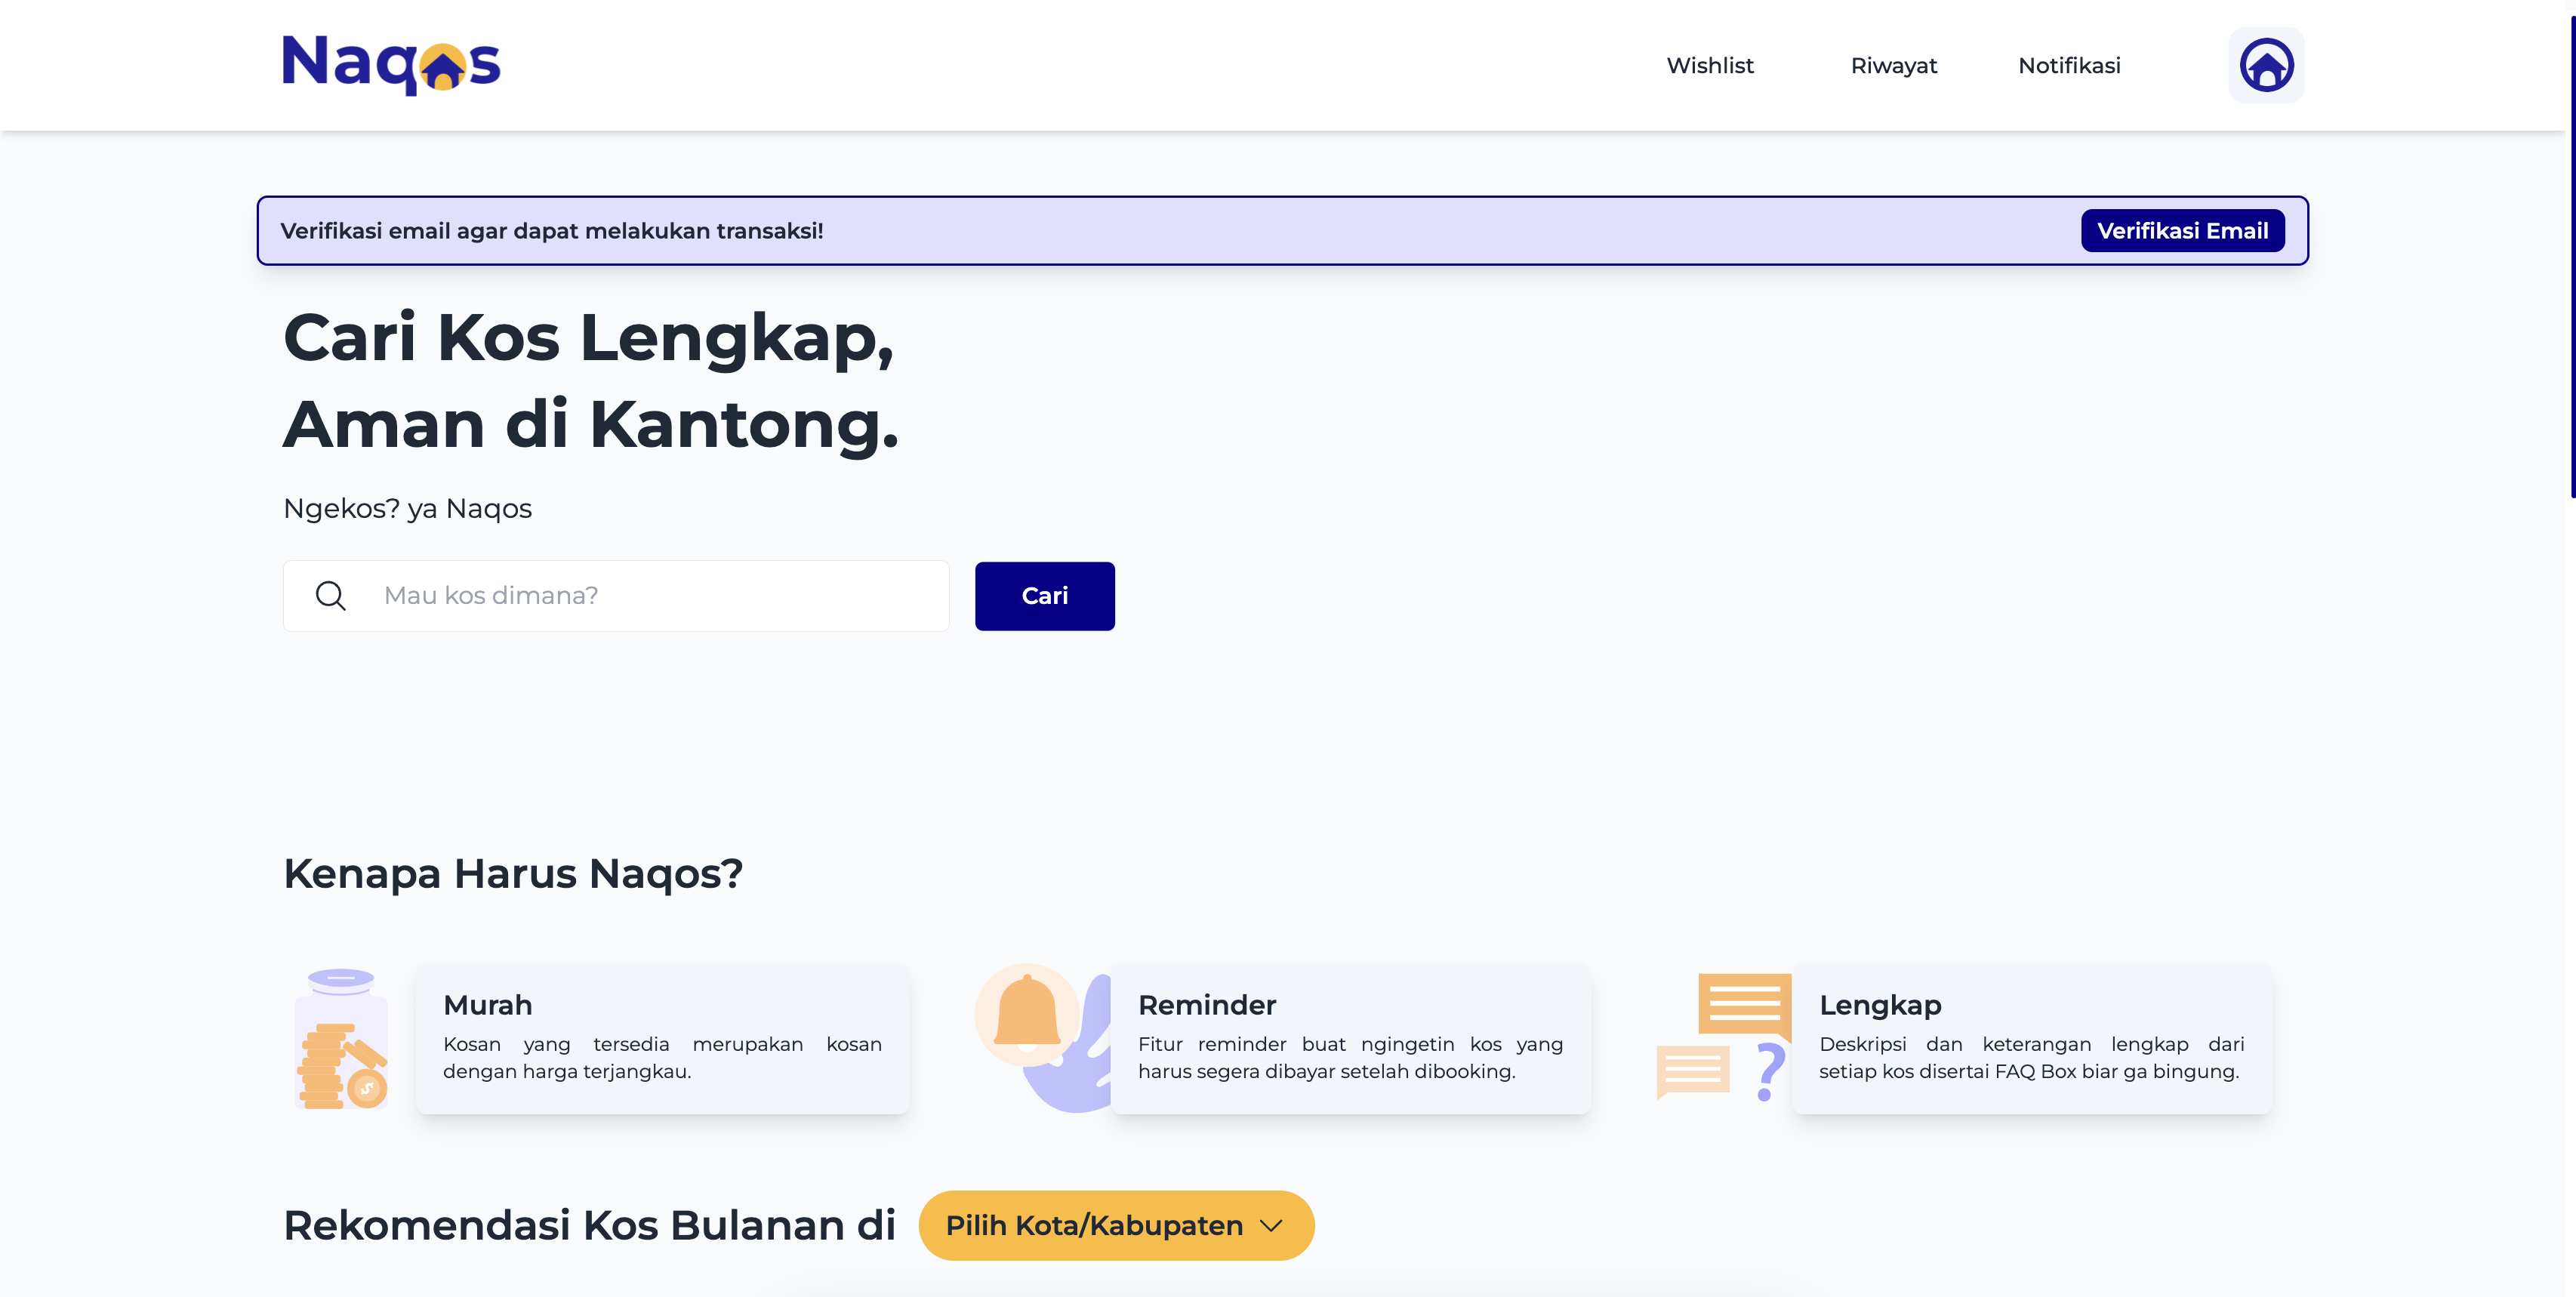 Naqos
Wishlist
Riwayat
Notifikasi
Verifikasi email agar dapat melakukan transaksi!
Verifikasi Email
Cari Kos Lengkap,
Aman di Kantong.
Ngekos? ya Naqos
Mau kos dimana?
Cari
Kenapa Harus Naqos?
Murah
Kosan yang tersedia merupakan kosan
dengan harga terjangkau.
Reminder
Fitur reminder buat ngingetin kos yang
harus segera dibayar setelah dibooking.
Lengkap
Deskripsi dan keterangan lengkap dari
setiap kos disertai FAQ Box biar ga bingung.
?
Rekomendasi Kos Bulanan di
Pilih Kota/Kabupaten